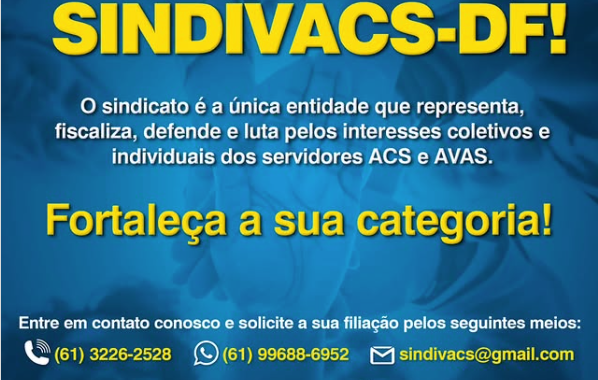 SINDIVACS-DF!
O sindicato é a única entidade que representa,
fiscaliza, defende e luta pelos interesses coletivos e
individuais dos servidores ACS e AVAS.
Fortaleça a sua categoria!
Entre em contato conosco e solicite a sua filiação pelos seguintes meios:
(61) 3226-2528 (61) 99688-6952 sindivacs@gmail.com